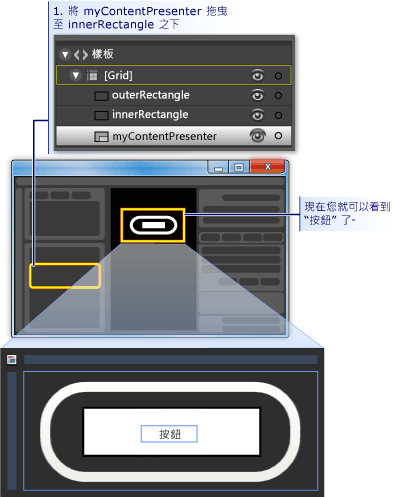 1. 將 myContentPresenter 拖曳
至 innerRectangle 之下
樣板
[Grid]
outerRectangle
innerRectangle
myContentPresenter
現在您就可以看到
“按鈕” 了。
按鈕